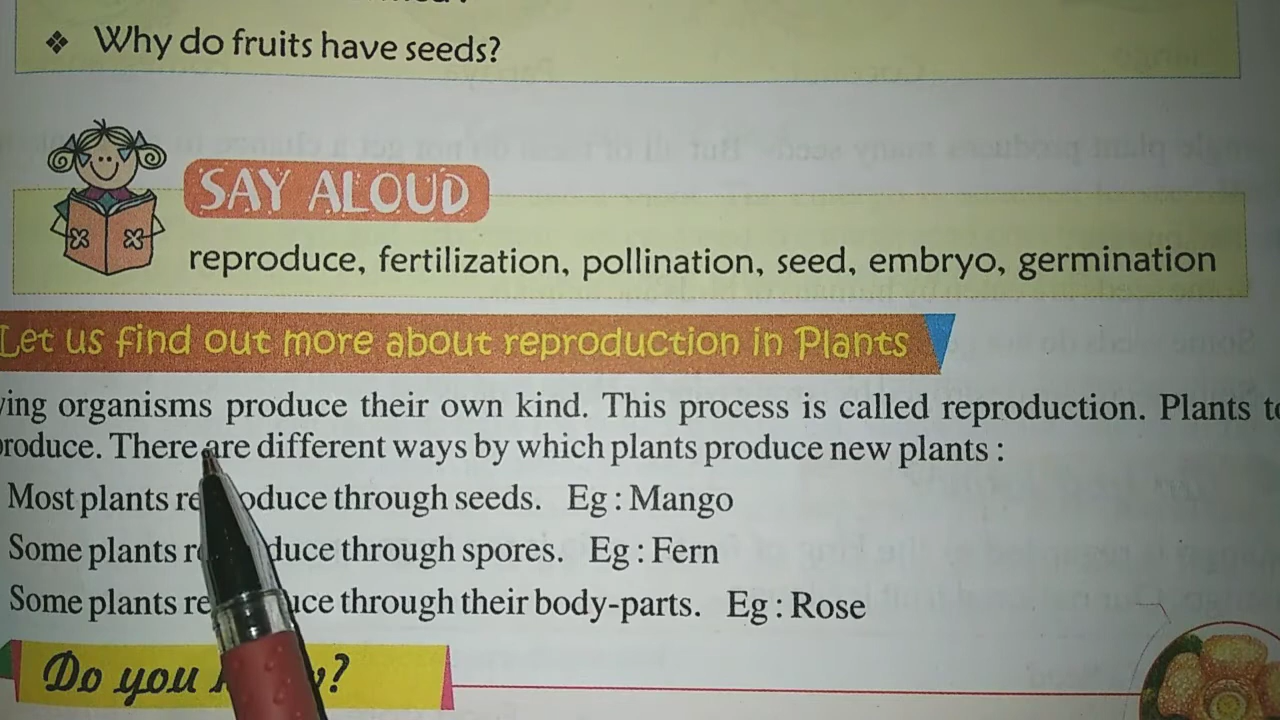 ❖ Why do fruits have seeds?
SAY ALOUD
reproduce, fertilization, pollination, seed, embryo, germination
Let us find out more about reproduction in Plants
ving organisms produce their own kind. This process is called reproduction. Plants to
produce. There are different ways by which plants produce new plants :
Most plants re oduce through seeds. Eg : Mango
Some plants r duce through spores. Eg : Fern
Some plants re uce through their body-parts. Eg : Rose
Do you ?